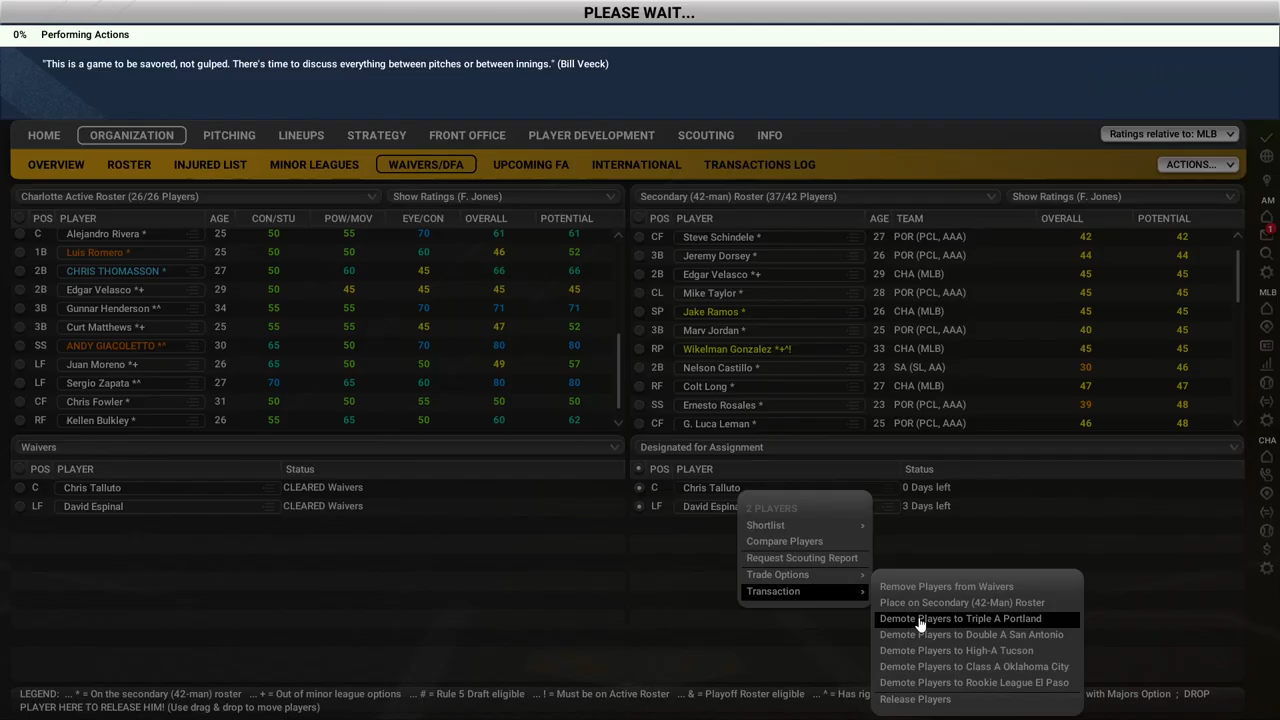 PLEASE WAIT...
0% Performing Actions
"This is a game to be savored, not gulped. There's time to discuss everything between pitches or between innings." (Bill Veeck)
HOME ORGANIZATION PITCHING LINEUPS STRATEGY FRONT OFFICE PLAYER DEVELOPMENT SCOUTING INFO Ratings relative to: MLB
OVERVIEW ROSTER INJURED LIST MINOR LEAGUES WAIVERS/DFA UPCOMING FA INTERNATIONAL TRANSACTIONS LOG ACTIONS...
Charlotte Active Roster (26/26 Players) Show Ratings (F. Jones)
POS PLAYER AGE CON/STU POW/MOV EYE/CON OVERALL POTENTIAL
C Alejandro Rivera * 25 50 55 70 61 61
1B Luis Romero * 25 50 50 60 46 52
2B CHRIS THOMASSON * 27 50 60 45 66 66
2B Edgar Velasco *+ 29 50 45 45 45 45
3B Gunnar Henderson *^ 34 55 55 70 71 71
3B Curt Matthews *+ 25 55 55 45 47 52
SS ANDY GIACOLETTO *^ 30 65 50 70 80 80
LF Juan Moreno *+ 26 65 50 50 49 57
LF Sergio Zapata *^ 27 70 65 60 80 80
CF Chris Fowler * 31 50 50 55 50 50
RF Kellen Bulkley * 26 55 65 50 60 62
Secondary (42-man) Roster (37/42 Players) Show Ratings (F. Jones)
POS PLAYER AGE TEAM OVERALL POTENTIAL
CF Steve Schindele * 27 POR (PCL, AAA) 42 42
3B Jeremy Dorsey * 26 POR (PCL, AAA) 44 44
2B Edgar Velasco *+ 29 CHA (MLB) 45 45
CL Mike Taylor * 28 POR (PCL, AAA) 45 45
SP Jake Ramos * 26 CHA (MLB) 45 45
3B Marv Jordan * 25 POR (PCL, AAA) 40 45
RP Wikelman Gonzalez *+^! 33 CHA (MLB) 45 45
2B Nelson Castillo * 23 SA (SL, AA) 30 46
RF Colt Long * 27 CHA (MLB) 47 47
SS Ernesto Rosales * 23 POR (PCL, AAA) 39 48
CF G. Luca Leman * 25 POR (PCL, AAA) 46 48
Waivers
POS PLAYER Status
C Chris Talluto CLEARED Waivers
LF David Espinal CLEARED Waivers
Designated for Assignment
POS PLAYER Status
C Chris Talluto 0 Days left
LF David Espina 3 Days left
2 PLAYERS
Shortlist
Compare Players
Request Scouting Report
Trade Options
Transaction
Remove Players from Waivers
Place on Secondary (42-Man) Roster
Demote Players to Triple A Portland
Demote Players to Double A San Antonio
Demote Players to High-A Tucson
Demote Players to Class A Oklahoma City
Demote Players to Rookie League El Paso
Release Players
LEGEND: ... * = On the secondary (42-man) roster ... + = Out of minor league options ... # = Rule 5 Draft eligible ... ! = Must be on Active Roster ... & = Playoff Roster eligible ... ^ = Has rig with Majors Option ; DROP
PLAYER HERE TO RELEASE HIM! (Use drag & drop to move players)
AM
1
MLB
CHA